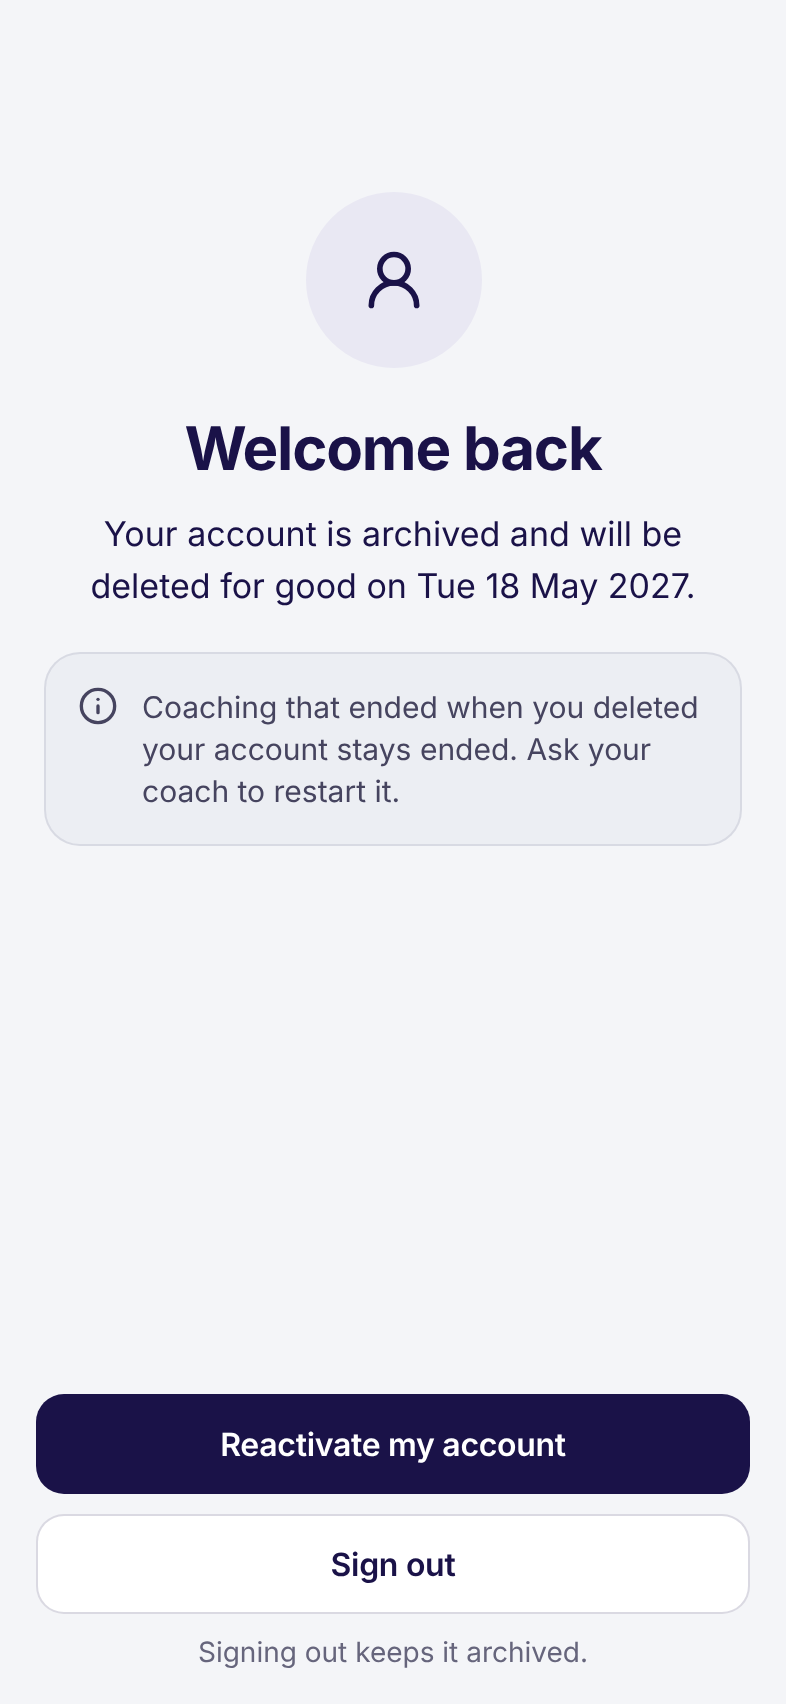 Welcome back
Your account is archived and will be
deleted for good on Tue 18 May 2027.
Coaching that ended when you deleted
your account stays ended. Ask your
coach to restart it.
Reactivate my account
Sign out
Signing out keeps it archived.